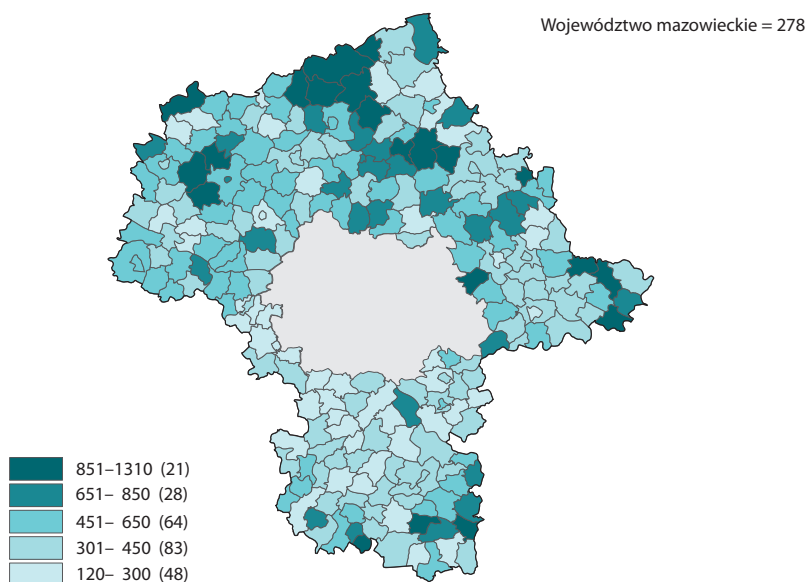 Województwo mazowieckie = 278
851–1310 (21)
651– 850 (28)
451– 650 (64)
301– 450 (83)
120– 300 (48)